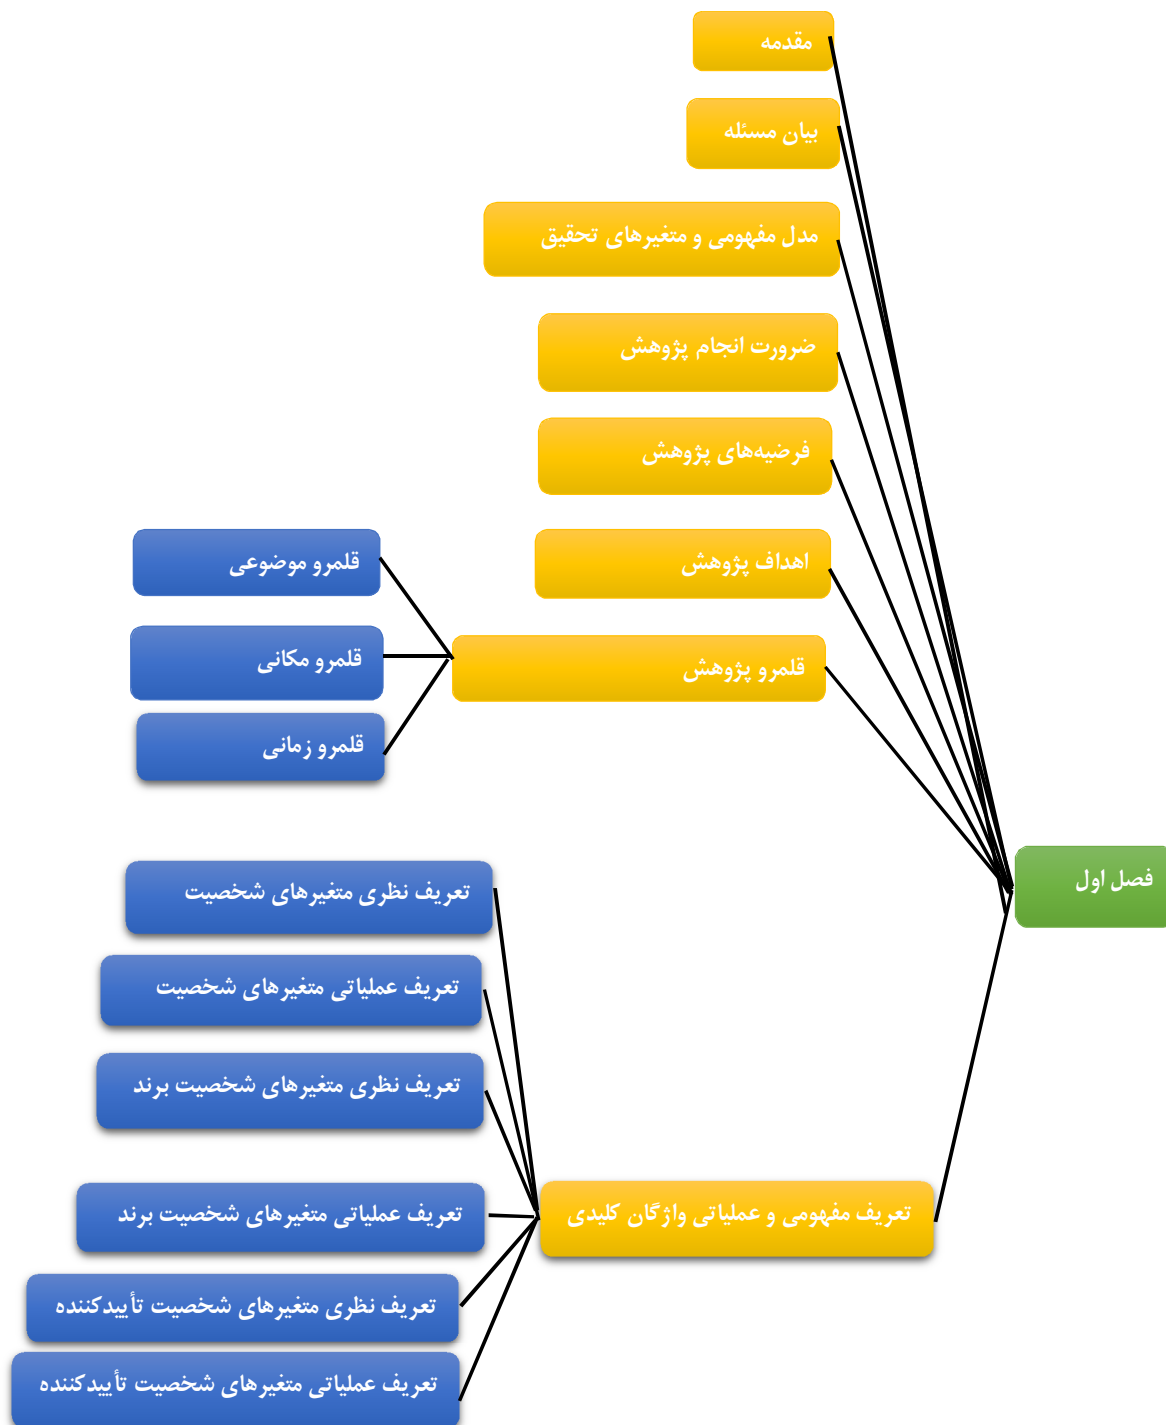 مقدمه
بیان مسئله
مدل مفهومی و متغیرهای تحقیق
ضرورت انجام پژوهش
فرضیه‌های پژوهش
اهداف پژوهش
قلمرو پژوهش
قلمرو موضوعی
قلمرو مکانی
قلمرو زمانی
فصل اول
تعریف نظری متغیرهای شخصیت
تعریف عملیاتی متغیرهای شخصیت
تعریف نظری متغیرهای شخصیت برند
تعریف مفهومی و عملیاتی واژگان کلیدی
تعریف عملیاتی متغیرهای شخصیت برند
تعریف نظری متغیرهای شخصیت تأییدکننده
تعریف عملیاتی متغیرهای شخصیت تأییدکننده